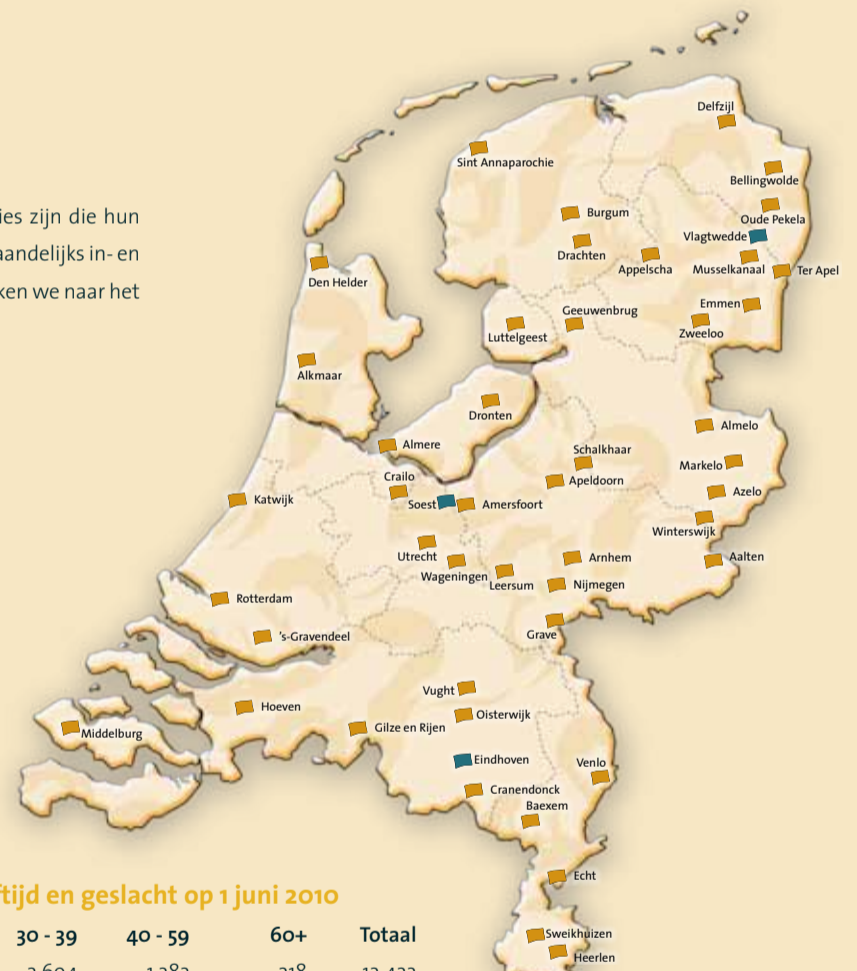 Delfzijl
Sint Annaparochie
Bellingwolde
ies zijn die hun
Burgum
Oude Pekela
Vlagtwedde
aandelijks in- en
Drachten
Appelscha
Musselkanaal
Ter Apel
ken we naar het
Den Helder
Emmen
Geeuwenbrug
Zweeloo
Luttelgeest
Alkmaar
Dronten
Almelo
Almere
Schalkhaar
Markelo
Crailo
Apeldoorn
Azelo
Katwijk
Soest
Amersfoort
Winterswijk
Utrecht
Arnhem
Aalten
Wageningen
Leersum
Nijmegen
Rotterdam
's-Gravendeel
Grave
Vught
Hoeven
Oisterwijk
Gilze en Rijen
Middelburg
Eindhoven
Venlo
Cranendonck
Baexem
Echt
ftijd en geslacht op 1 juni 2010
30 - 39 40 - 59 60+ Totaal
Sweikhuizen
Heerlen